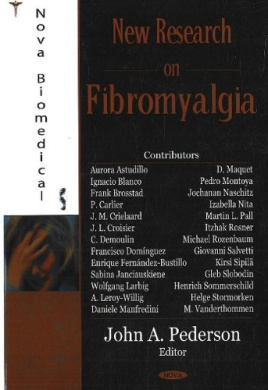 Nova Biomedical
New Research
on
Fibromyalgia
Contributors
Aurora Astudillo
Ignacio Blanco
Frank Brosstad
P. Carlier
J. M. Crielaard
J. L. Croisier
C. Demoulin
Francisco Domínguez
Enrique Fernández-Bustillo
Sabina Janciauskiene
Wolfgang Larbig
A. Leroy-Willig
Daniele Manfredini
D. Maquet
Pedro Montoya
Jochanan Naschitz
Izabella Nita
Martin L. Pall
Itzhak Rosner
Michael Rozenbaum
Giovanni Salvetti
Kirsi Sipilä
Gleb Slobodin
Henrich Sommerschild
Helge Stormorken
M. Vanderthommen
John A. Pederson
Editor
NOVA